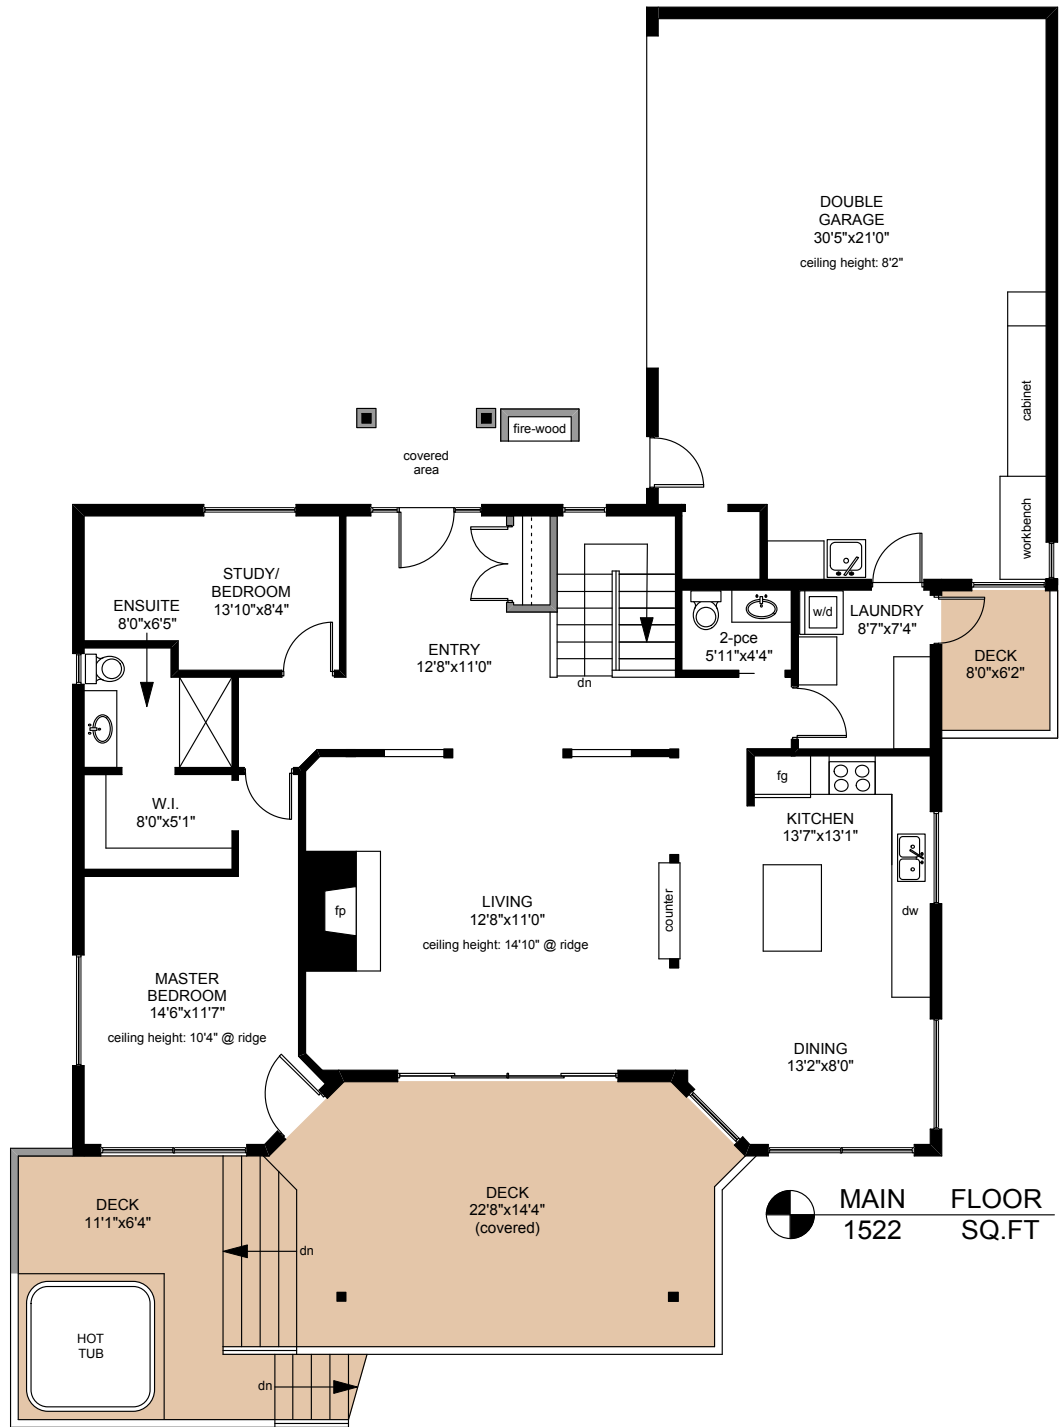 DOUBLE
GARAGE
30'5"x21'0"
ceiling height: 8'2"
cabinet
workbench
fire-wood
covered
area
STUDY/
BEDROOM
13'10"x8'4"
ENSUITE
8'0"x6'5"
ENTRY
12'8"x11'0"
dn
2-pce
5'11"x4'4"
w/d
LAUNDRY
8'7"x7'4"
DECK
8'0"x6'2"
W.I.
8'0"x5'1"
fg
KITCHEN
13'7"x13'1"
dw
fp
LIVING
12'8"x11'0"
ceiling height: 14'10" @ ridge
counter
MASTER
BEDROOM
14'6"x11'7"
ceiling height: 10'4" @ ridge
DINING
13'2"x8'0"
DECK
11'1"x6'4"
dn
DECK
22'8"x14'4"
(covered)
HOT
TUB
dn
MAIN FLOOR
1522 SQ.FT